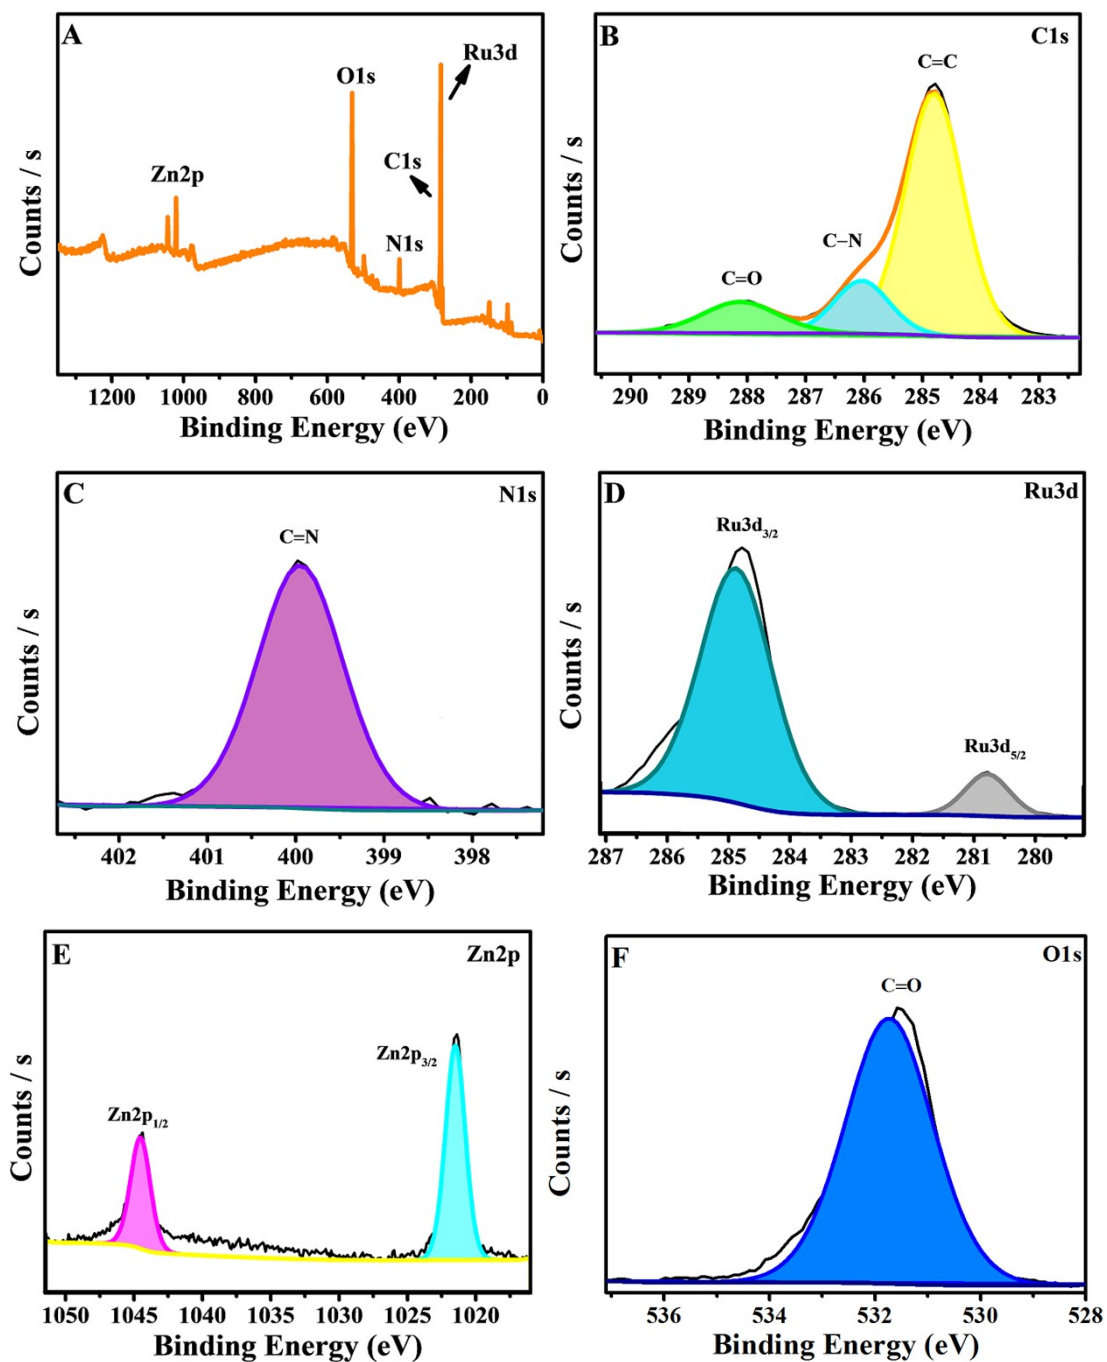 A
Ru3d
O1s
C1s
Zn2p
N1s
Counts / s
1200 1000 800 600 400 200 0
Binding Energy (eV)
B
C1s
C=C
C–N
C=O
Counts / s
290 289 288 287 286 285 284 283
Binding Energy (eV)
C
N1s
C=N
Counts / s
402 401 400 399 398
Binding Energy (eV)
D
Ru3d
Ru3d3/2
Ru3d5/2
Counts / s
287 286 285 284 283 282 281 280
Binding Energy (eV)
E
Zn2p
Zn2p3/2
Zn2p1/2
Counts / s
1050 1045 1040 1035 1030 1025 1020
Binding Energy (eV)
F
O1s
C=O
Counts / s
536 534 532 530 528
Binding Energy (eV)